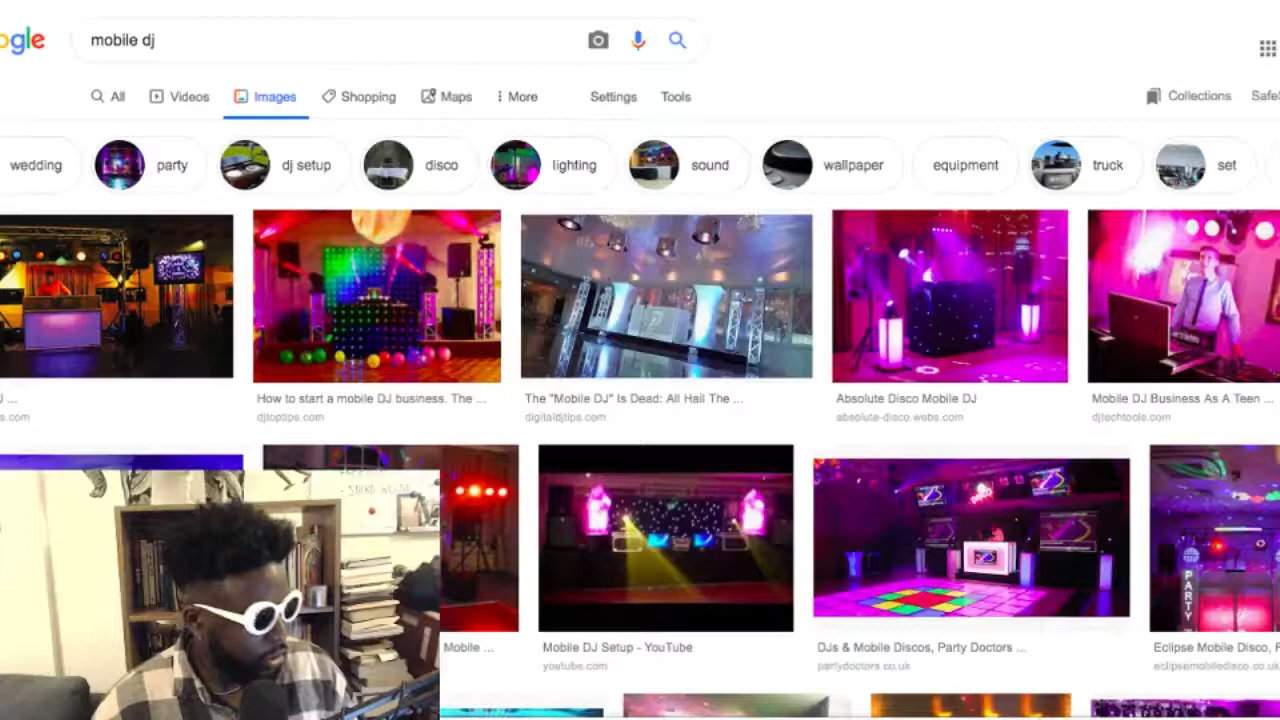 ogle
mobile dj
All
Videos
Images
Shopping
Maps
More
Settings
Tools
Collections
Safe
wedding
party
dj setup
disco
lighting
sound
wallpaper
equipment
truck
set
J ...
s.com
How to start a mobile DJ business. The ...
djtoptips.com
The "Mobile DJ" Is Dead: All Hail The ...
digitaldjtips.com
Absolute Disco Mobile DJ
absolute-disco.webs.com
Mobile DJ Business As A Teen ...
djtechtools.com
PARTY
Mobile ...
Mobile DJ Setup - YouTube
youtube.com
DJs & Mobile Discos, Party Doctors ...
partydoctors.co.uk
Eclipse Mobile Disco, F
eclipsemobiledisco.co.uk